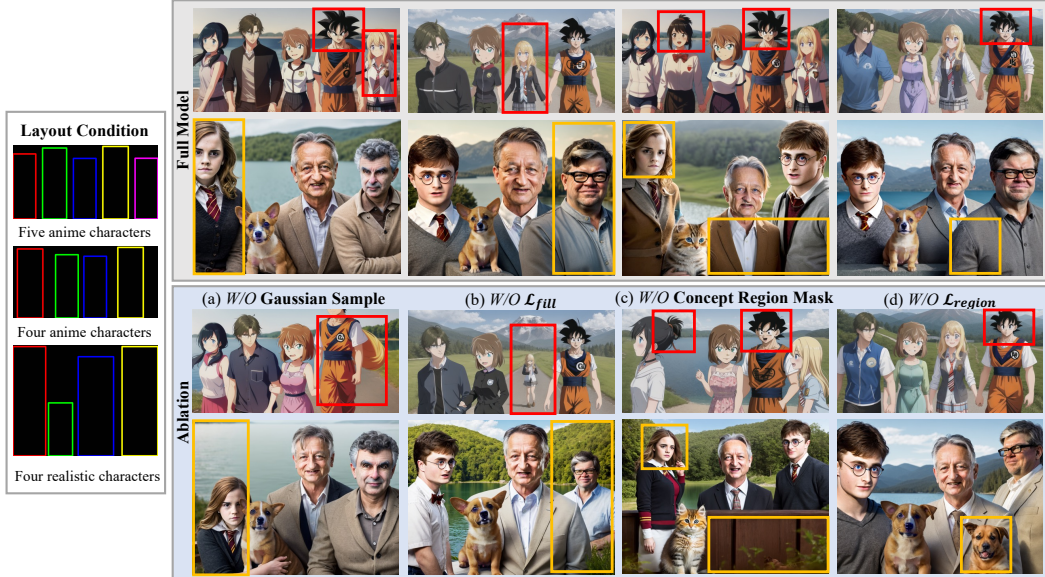 Layout Condition
Five anime characters
Four anime characters
Four realistic characters
Full Model
(a) W/O Gaussian Sample
(b) W/O 𝓛fill
(c) W/O Concept Region Mask
(d) W/O 𝓛region
Ablation